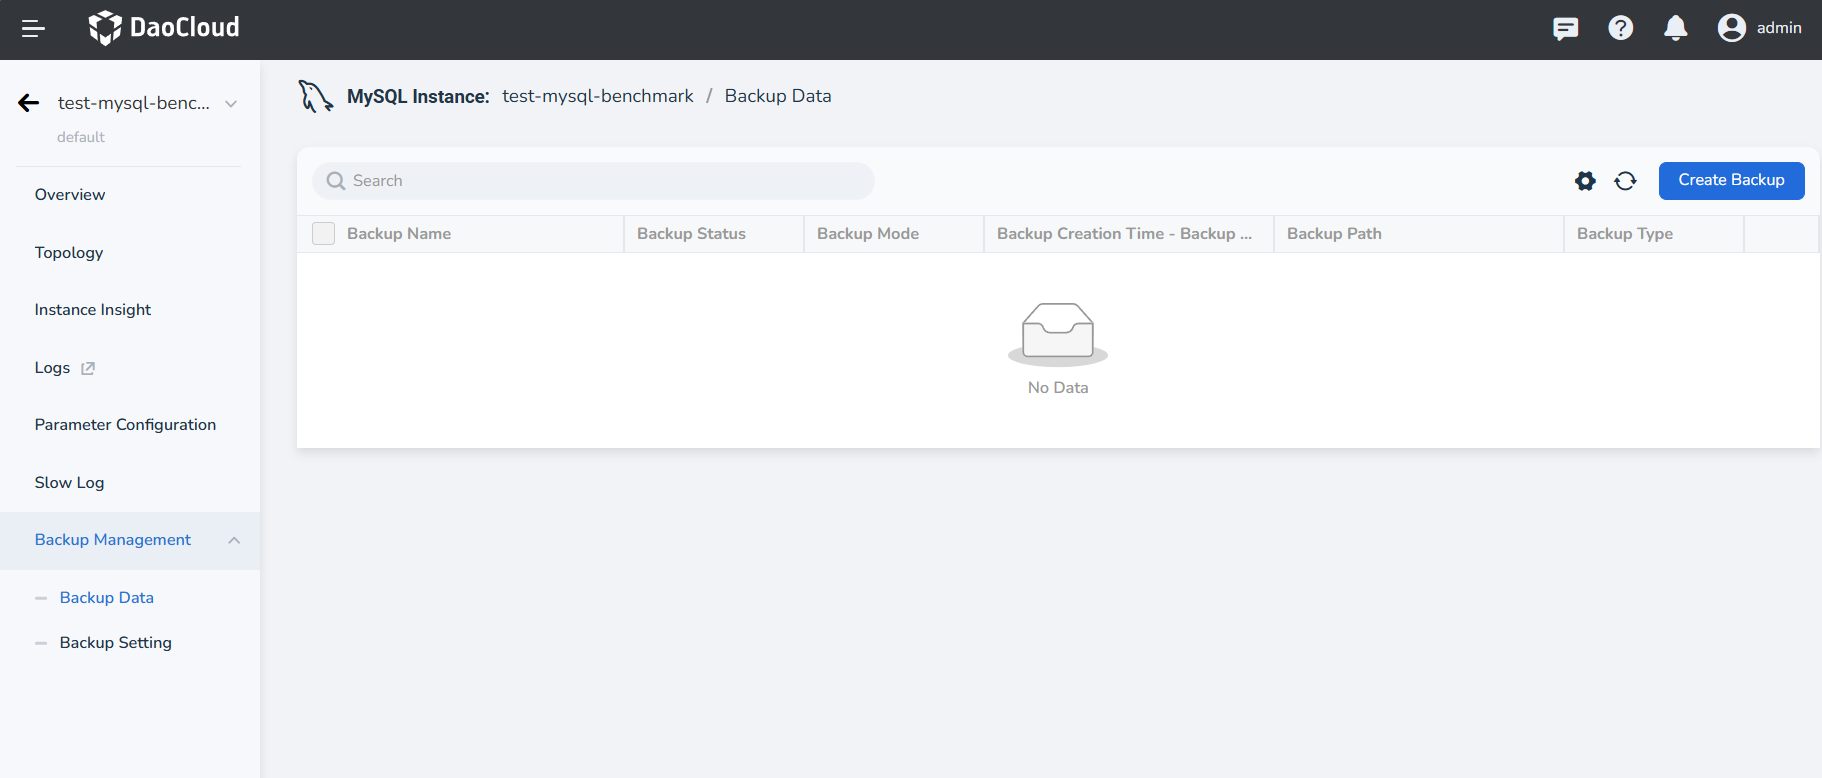 DaoCloud
admin
test-mysql-benc...
default
MySQL Instance: test-mysql-benchmark / Backup Data
Search
Create Backup
Backup Name Backup Status Backup Mode Backup Creation Time - Backup ... Backup Path Backup Type
No Data
Overview
Topology
Instance Insight
Logs
Parameter Configuration
Slow Log
Backup Management
Backup Data
Backup Setting